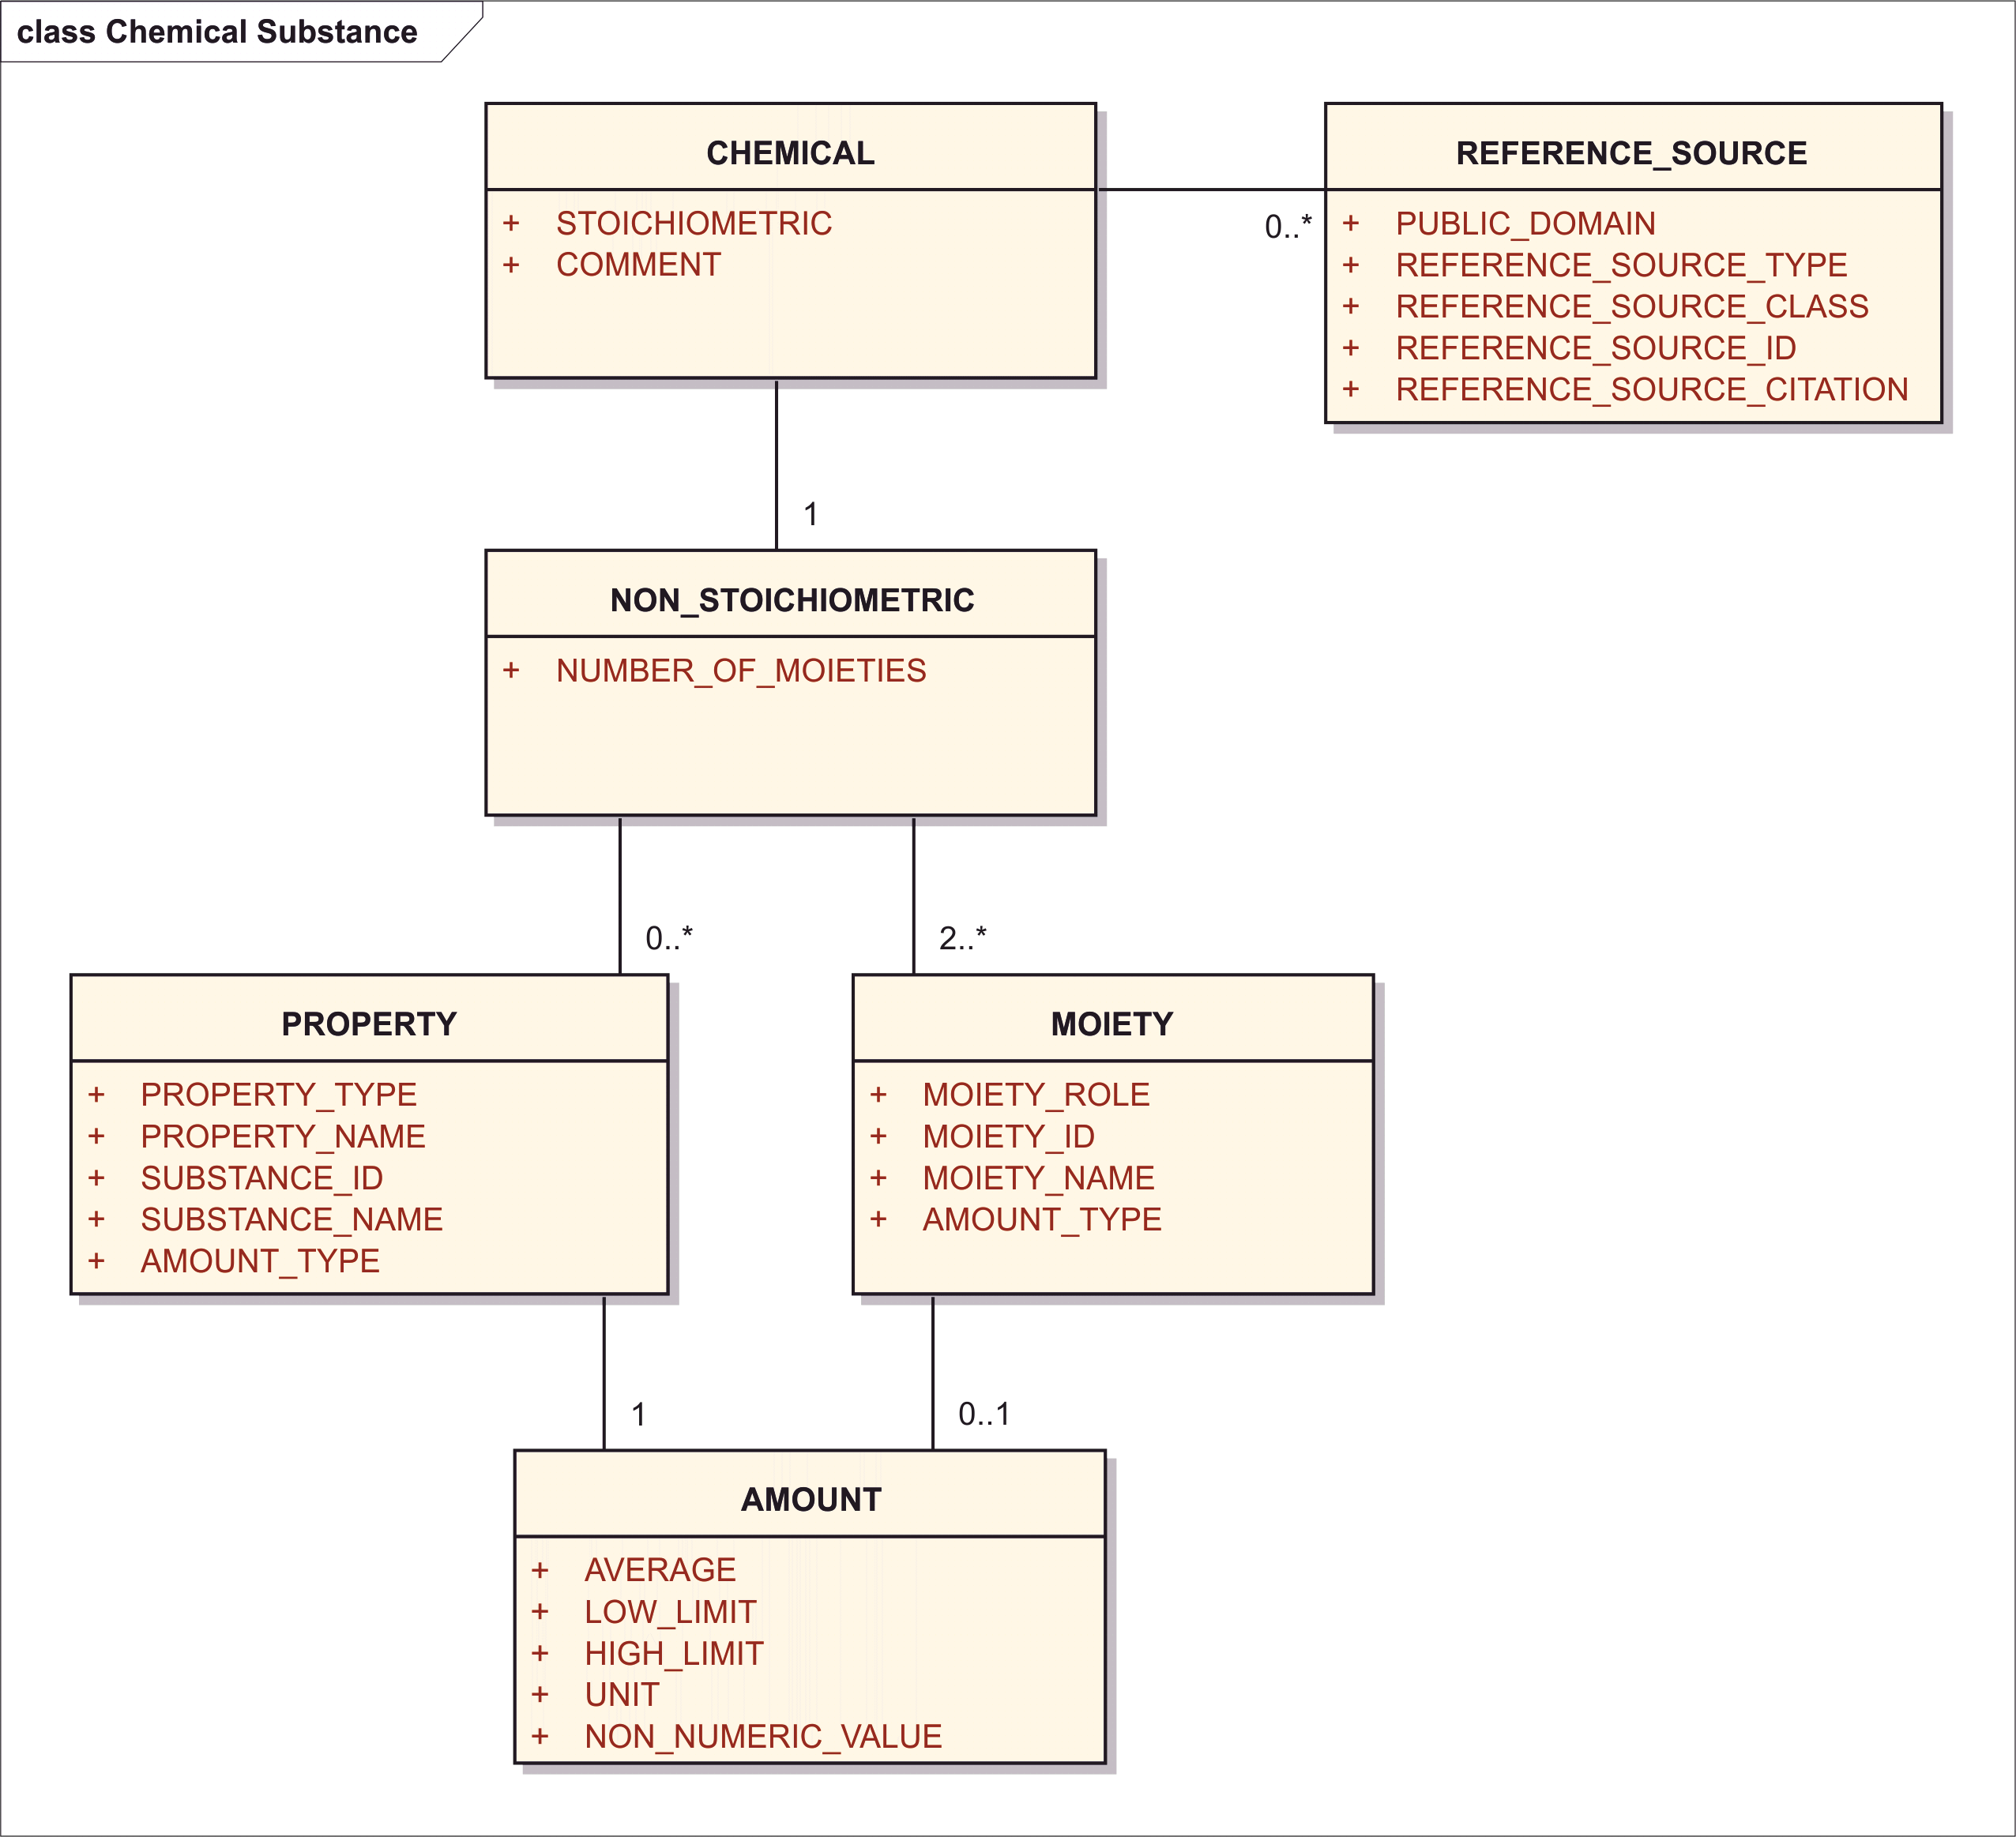 class Chemical Substance
CHEMICAL
+ STOICHIOMETRIC
+ COMMENT
REFERENCE_SOURCE
+ PUBLIC_DOMAIN
+ REFERENCE_SOURCE_TYPE
+ REFERENCE_SOURCE_CLASS
+ REFERENCE_SOURCE_ID
+ REFERENCE_SOURCE_CITATION
0..*
1
NON_STOICHIOMETRIC
+ NUMBER_OF_MOIETIES
0..*
2..*
PROPERTY
+ PROPERTY_TYPE
+ PROPERTY_NAME
+ SUBSTANCE_ID
+ SUBSTANCE_NAME
+ AMOUNT_TYPE
MOIETY
+ MOIETY_ROLE
+ MOIETY_ID
+ MOIETY_NAME
+ AMOUNT_TYPE
1
0..1
AMOUNT
+ AVERAGE
+ LOW_LIMIT
+ HIGH_LIMIT
+ UNIT
+ NON_NUMERIC_VALUE